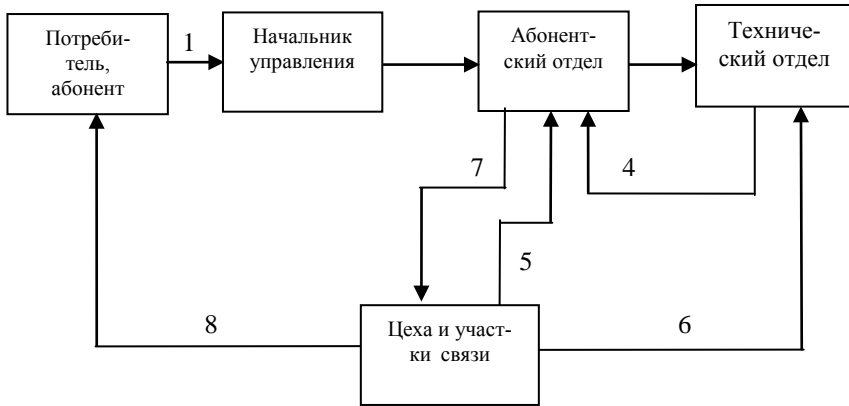 Потреби-
тель,
абонент
1
Начальник
управления
Абонент-
ский отдел
Техниче-
ский отдел
7
4
5
8
Цеха и участ-
ки связи
6